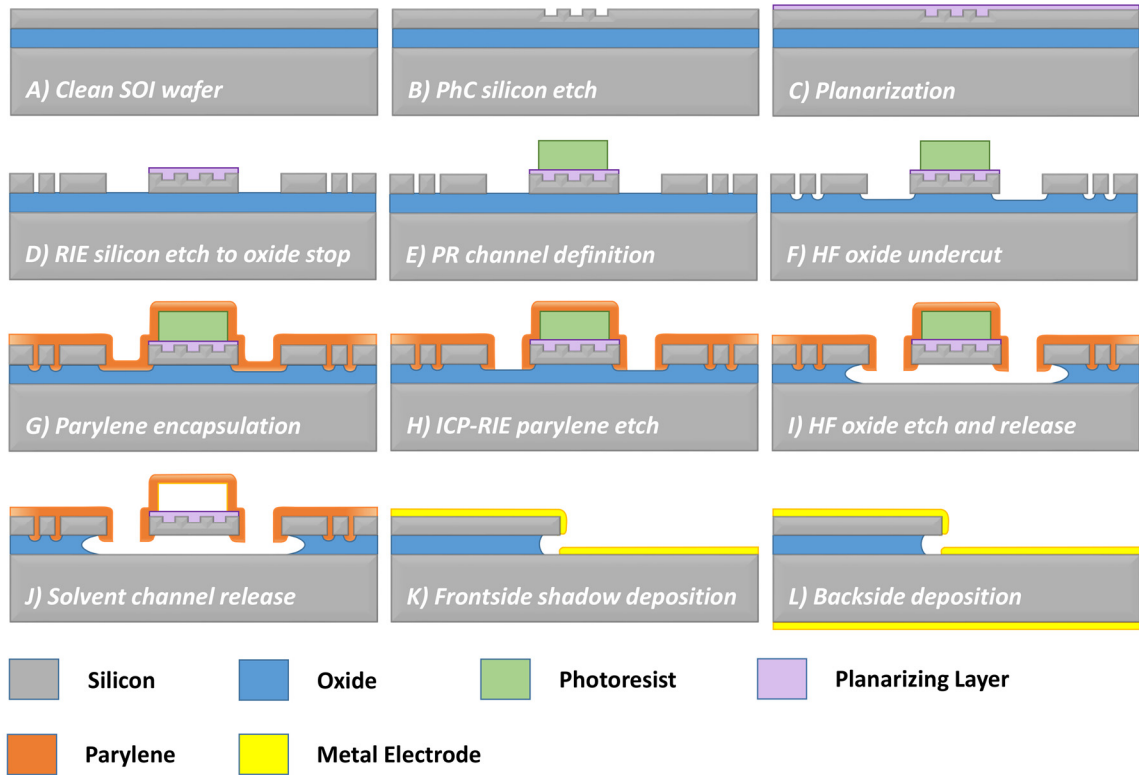 A) Clean SOI wafer
B) PhC silicon etch
C) Planarization
D) RIE silicon etch to oxide stop
E) PR channel definition
F) HF oxide undercut
G) Parylene encapsulation
H) ICP-RIE parylene etch
I) HF oxide etch and release
J) Solvent channel release
K) Frontside shadow deposition
L) Backside deposition
Silicon
Oxide
Photoresist
Planarizing Layer
Parylene
Metal Electrode